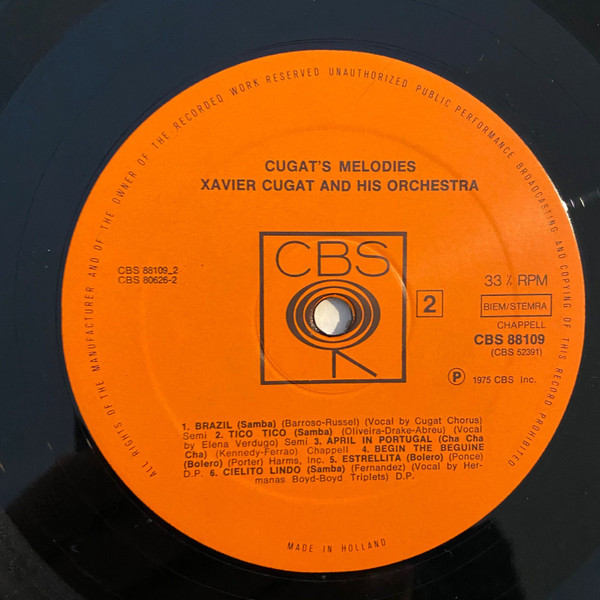 ALL RIGHTS OF THE MANUFACTURER AND OF THE OWNER OF THE RECORDED WORK RESERVED UNAUTHORIZED PUBLIC PERFORMANCE BROADCASTING AND COPYING OF THIS RECORD PROHIBITED
CUGAT'S MELODIES
XAVIER CUGAT AND HIS ORCHESTRA
CBS
CBS 88109_2
CBS 80626-2
2
33 ⅓ RPM
BIEM/STEMRA
CHAPPELL
CBS 88109
(CBS 52391)
Ⓟ 1975 CBS Inc.
1. BRAZIL (Samba) (Barroso-Russel) (Vocal by Cugat Chorus)
Semi 2. TICO TICO (Samba) (Oliveira-Drake-Abreu) (Vocal
by Elena Verdugo) Semi 3. APRIL IN PORTUGAL (Cha Cha
Cha) (Kennedy-Ferrao) Chappell 4. BEGIN THE BEGUINE
(Bolero) (Porter) Harms, Inc. 5. ESTRELLITA (Bolero) (Ponce)
D.P. 6. CIELITO LINDO (Samba) (Fernandez) (Vocal by Her-
manas Boyd-Boyd Triplets) D.P.
MADE IN HOLLAND